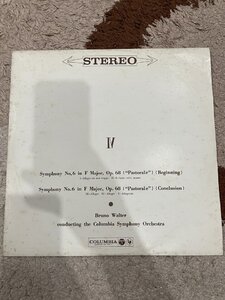 STEREO
IV
Symphony No.6 in F Major, Op. 68 ("Pastorale") (Beginning)
Symphony No.6 in F Major, Op. 68 ("Pastorale") (Conclusion)
Bruno Walter
conducting the Columbia Symphony Orchestra
COLUMBIA